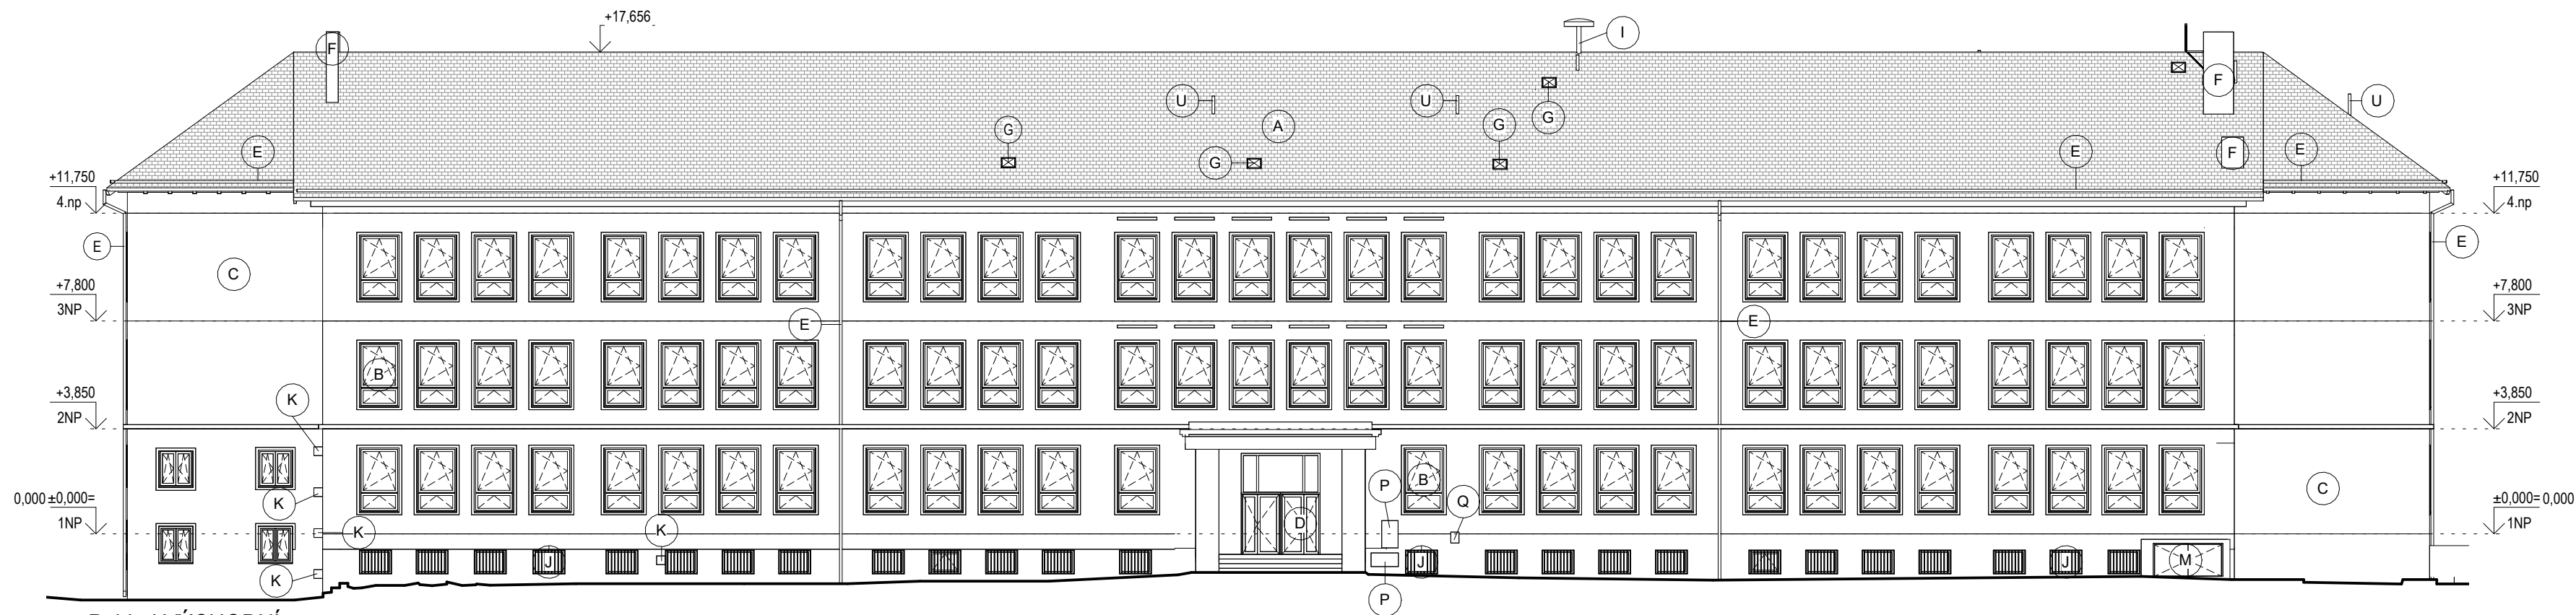 +17,656
F
I
F
U
U
U
A
G
G
G
G
E
E
F
E
+11,750
4.np
+11,750
4.np
E
C
E
+7,800
3NP
+7,800
3NP
E
E
B
+3,850
2NP
K
+3,850
2NP
0,000 ±0,000=
1NP
K
K
K
K
P
B
Q
D
C
±0,000= 0,000
1NP
J
J
J
M
P